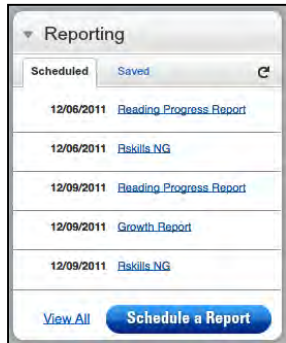 Reporting
Scheduled Saved
12/06/2011 Reading Progress Report
12/06/2011 Rskills NG
12/09/2011 Reading Progress Report
12/09/2011 Growth Report
12/09/2011 Rskills NG
View All Schedule a Report